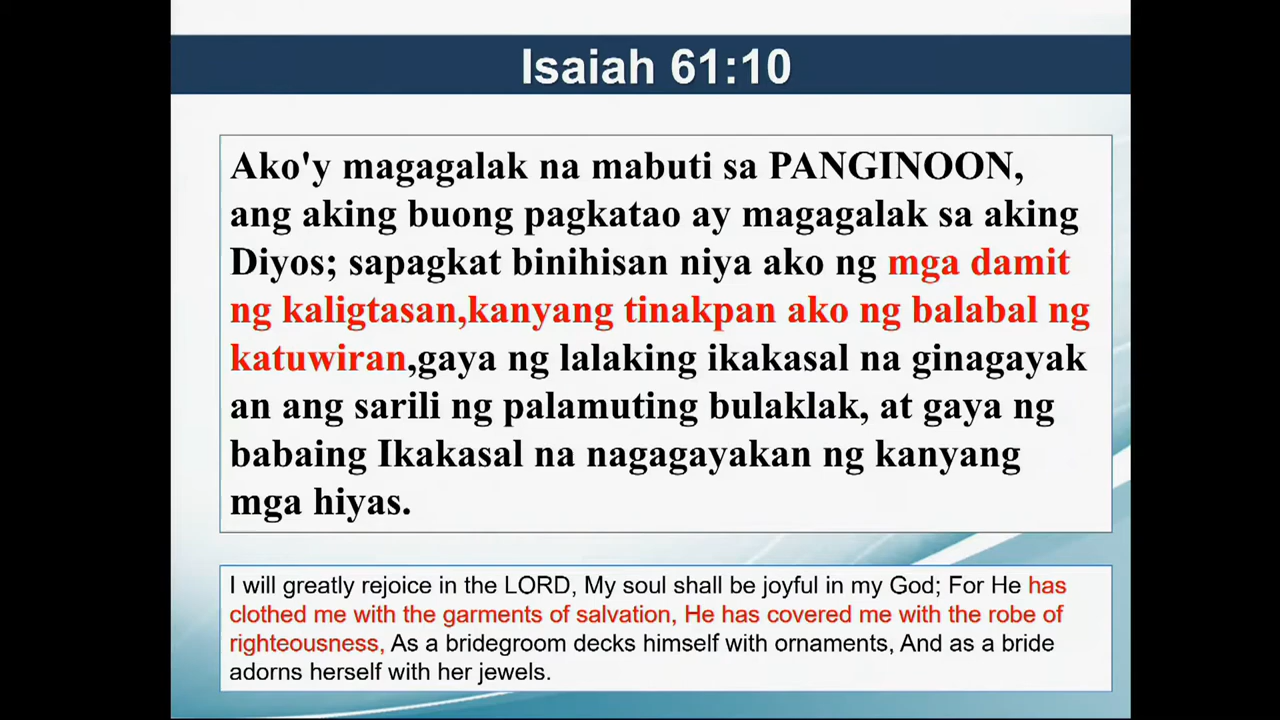 Isaiah 61:10
Ako'y magagalak na mabuti sa PANGINOON,
ang aking buong pagkatao ay magagalak sa aking
Diyos; sapagkat binihisan niya ako ng mga damit
ng kaligtasan,kanyang tinakpan ako ng balabal ng
katuwiran,gaya ng lalaking ikakasal na ginagayak
an ang sarili ng palamuting bulaklak, at gaya ng
babaing Ikakasal na nagagayakan ng kanyang
mga hiyas.
I will greatly rejoice in the LORD, My soul shall be joyful in my God; For He has
clothed me with the garments of salvation, He has covered me with the robe of
righteousness, As a bridegroom decks himself with ornaments, And as a bride
adorns herself with her jewels.